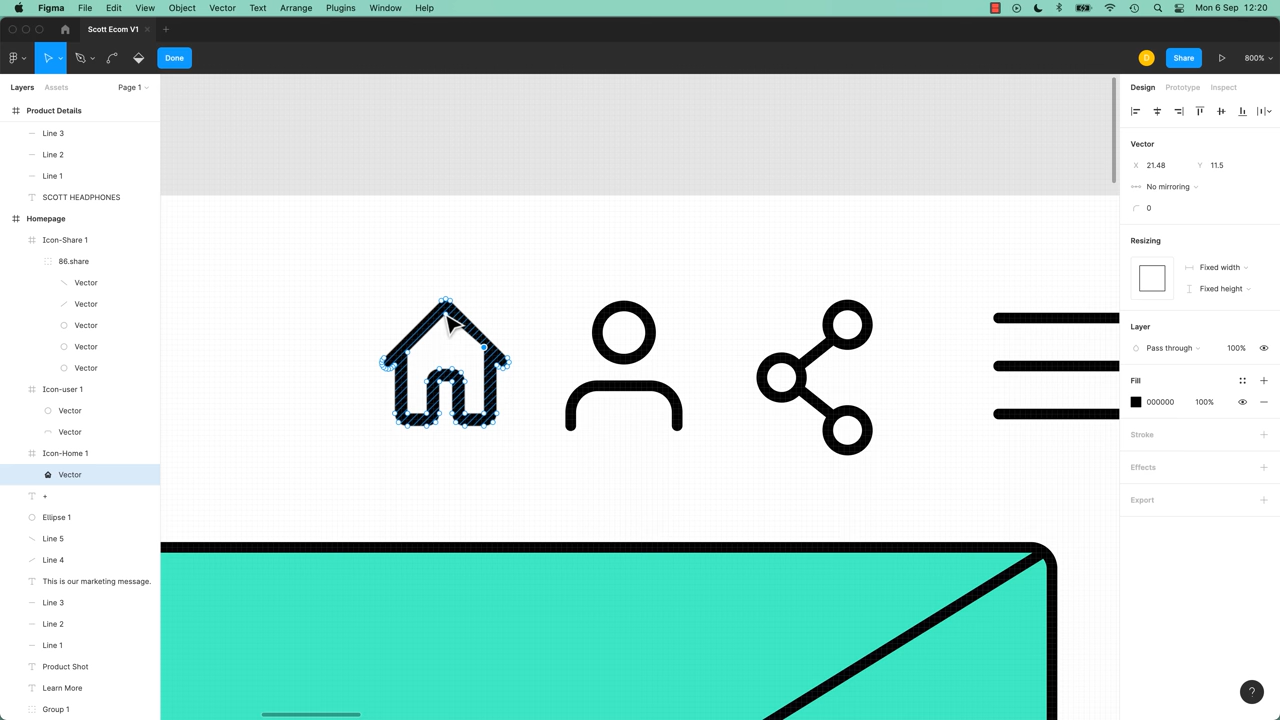 Figma File Edit View Object Vector Text Arrange Plugins Window Help Mon 6 Sep 12:20
Scott Ecom V1
Done Share 800%
Layers Assets Page 1
Product Details
Line 3
Line 2
Line 1
SCOTT HEADPHONES
Homepage
Icon-Share 1
86.share
Vector
Vector
Vector
Vector
Vector
Icon-user 1
Vector
Vector
Icon-Home 1
Vector
+
Ellipse 1
Line 5
Line 4
This is our marketing message.
Line 3
Line 2
Line 1
Product Shot
Learn More
Group 1
Design Prototype Inspect
Vector
X 21.48 Y 11.5
No mirroring
0
Resizing
Fixed width
Fixed height
Layer
Pass through 100%
Fill
000000 100%
Stroke
Effects
Export
D
?